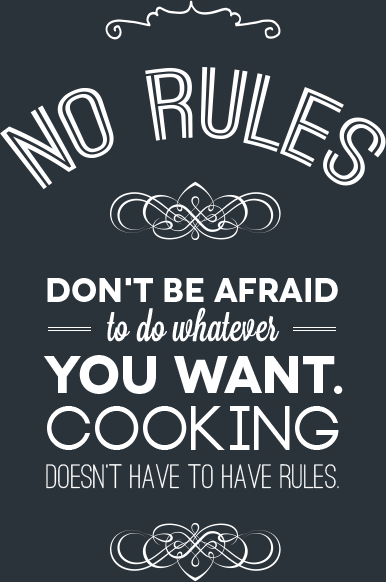 NO RULES
DON'T BE AFRAID
to do whatever
YOU WANT.
COOKING
DOESN'T HAVE TO HAVE RULES.